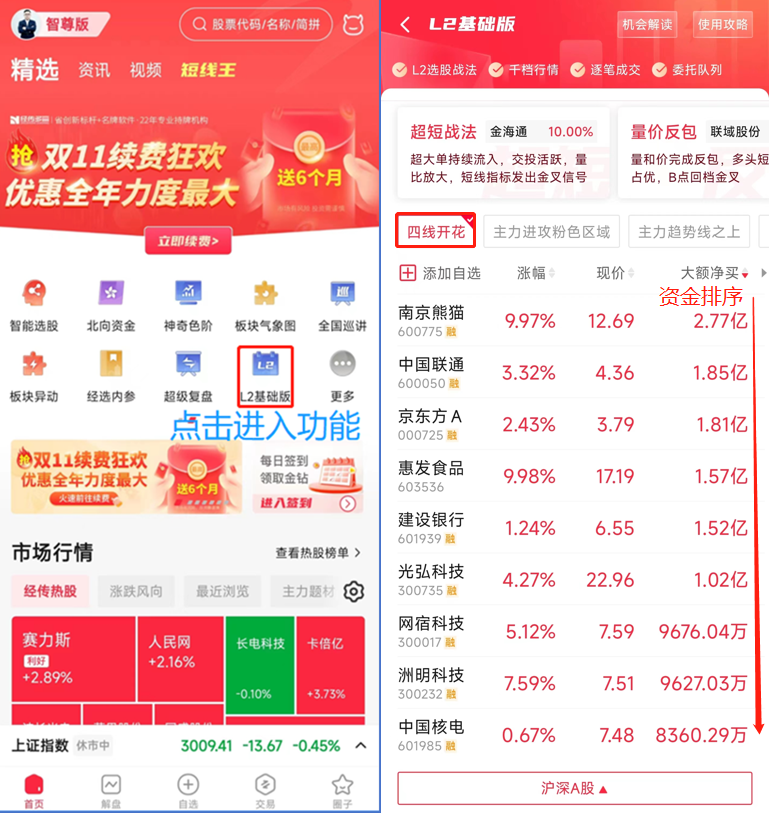 智尊版
股票代码/名称/简拼
精选 资讯 视频 短线王
省创新标杆+名牌软件·22年专业持牌机构
抢 双11续费狂欢
优惠全年力度最大
最高
送6个月
立即续费>
智能选股 北向资金 神奇色阶 板块气象图 全国巡讲
L2
板块异动 经选内参 超级复盘 L2基础版 更多
点击进入功能
抢 双11续费狂欢
优惠全年力度最大
火速前往续费
送6个月
每日签到
领取金钻
进入签到
市场行情 查看热股榜单 >
经传热股 涨跌风向 最近浏览 主力题材
赛力斯
利好
+2.89%
人民网
+2.16%
长电科技
-0.10%
卡倍亿
+3.73%
上证指数 休市中 3009.41 -13.67 -0.45%
首页 解盘 自选 交易 圈子
L2基础版 机会解读 使用攻略
L2选股战法 千档行情 逐笔成交 委托队列
超短战法 金海通 10.00%
超大单持续流入，交投活跃，量
比放大，短线指标发出金叉信号
量价反包 联域股份
量和价完成反包，多头短
占优，B点回档金叉
四线开花 主力进攻粉色区域 主力趋势线之上
添加自选 涨幅 现价 大额净买
资金排序
南京熊猫 9.97% 12.69 2.77亿
600775 融
中国联通 3.32% 4.36 1.85亿
600050 融
京东方Ａ 2.43% 3.79 1.81亿
000725 融
惠发食品 9.98% 17.19 1.57亿
603536
建设银行 1.24% 6.55 1.52亿
601939 融
光弘科技 4.27% 22.96 1.02亿
300735 融
网宿科技 5.12% 7.59 9676.04万
300017 融
洲明科技 7.59% 7.51 9627.03万
300232 融
中国核电 0.67% 7.48 8360.29万
601985 融
沪深A股▲